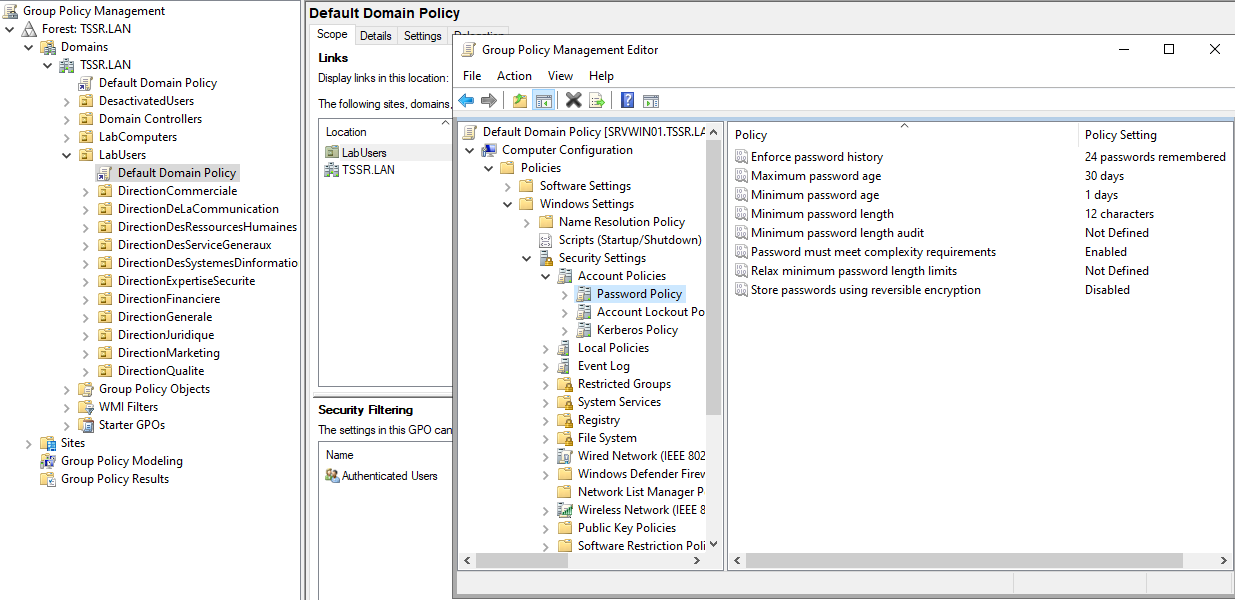 Group Policy Management
Forest: TSSR.LAN
Domains
TSSR.LAN
Default Domain Policy
DesactivatedUsers
Domain Controllers
LabComputers
LabUsers
Default Domain Policy
DirectionCommerciale
DirectionDeLaCommunication
DirectionDesRessourcesHumaines
DirectionDesServiceGeneraux
DirectionDesSystemesDinformatio
DirectionExpertiseSecurite
DirectionFinanciere
DirectionGenerale
DirectionJuridique
DirectionMarketing
DirectionQualite
Group Policy Objects
WMI Filters
Starter GPOs
Sites
Group Policy Modeling
Group Policy Results
Default Domain Policy
Scope Details Settings Delegation
Links
Display links in this location:
The following sites, domains,
Location
LabUsers
TSSR.LAN
Security Filtering
The settings in this GPO can
Name
Authenticated Users
Group Policy Management Editor
File Action View Help
Default Domain Policy [SRVWIN01.TSSR.LA
Computer Configuration
Policies
Software Settings
Windows Settings
Name Resolution Policy
Scripts (Startup/Shutdown)
Security Settings
Account Policies
Password Policy
Account Lockout Po
Kerberos Policy
Local Policies
Event Log
Restricted Groups
System Services
Registry
File System
Wired Network (IEEE 802
Windows Defender Firew
Network List Manager P
Wireless Network (IEEE 8
Public Key Policies
Software Restriction Poli
Policy Policy Setting
Enforce password history 24 passwords remembered
Maximum password age 30 days
Minimum password age 1 days
Minimum password length 12 characters
Minimum password length audit Not Defined
Password must meet complexity requirements Enabled
Relax minimum password length limits Not Defined
Store passwords using reversible encryption Disabled